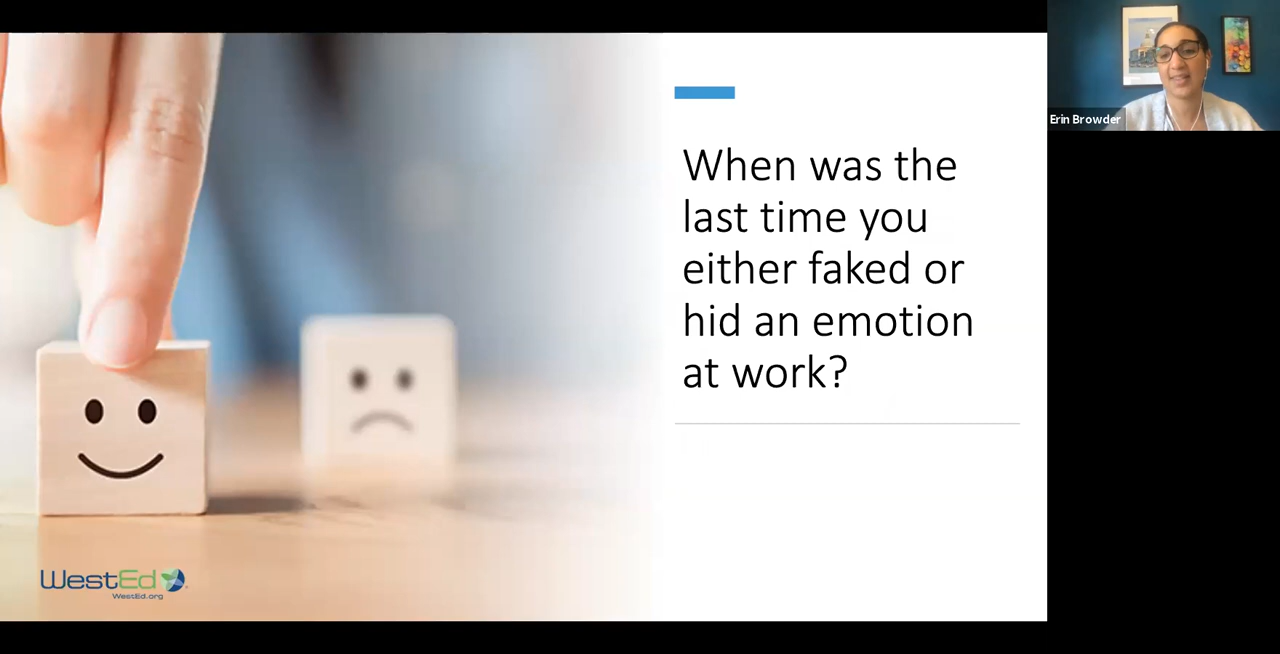 Erin Browder
When was the
last time you
either faked or
hid an emotion
at work?
WestEd
WestEd.org